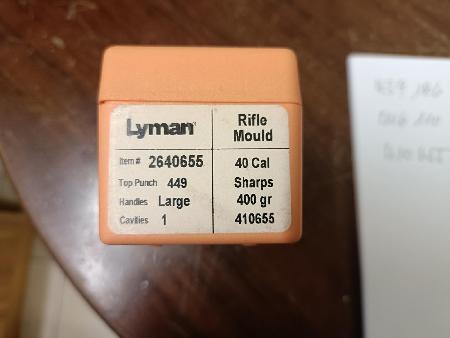 Lyman
Item # 2640655
Top Punch 449
Handles Large
Cavities 1
Rifle
Mould
40 Cal
Sharps
400 gr
410655